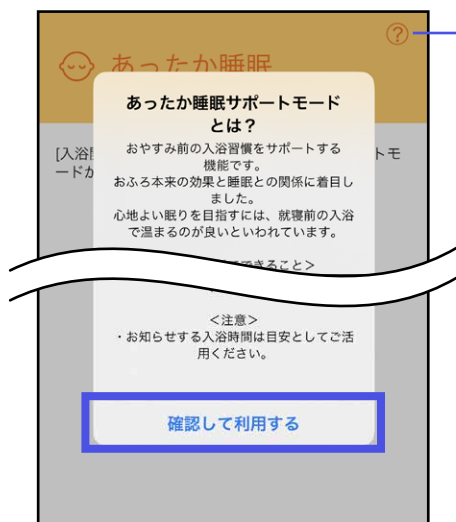 ?
あったか睡眠
あったか睡眠サポートモード
とは？
[入浴
トモ
ードが
おやすみ前の入浴習慣をサポートする
機能です。
おふろ本来の効果と睡眠との関係に着目し
ました。
心地よい眠りを目指すには、就寝前の入浴
で温まるのが良いといわれています。
できること＞
＜注意＞
・お知らせする入浴時間は目安としてご活
用ください。
確認して利用する